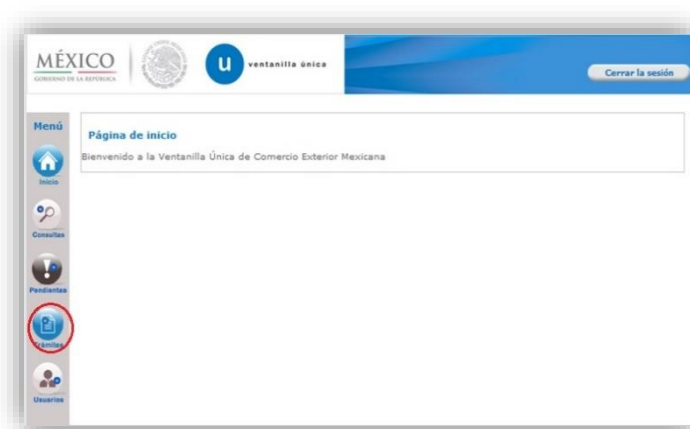 MÉXICO
GOBIERNO DE LA REPÚBLICA
u
ventanilla única
Cerrar la sesión
Menú
Inicio
Consultas
Pendientes
Trámites
Usuarios
Página de inicio
Bienvenido a la Ventanilla Única de Comercio Exterior Mexicana